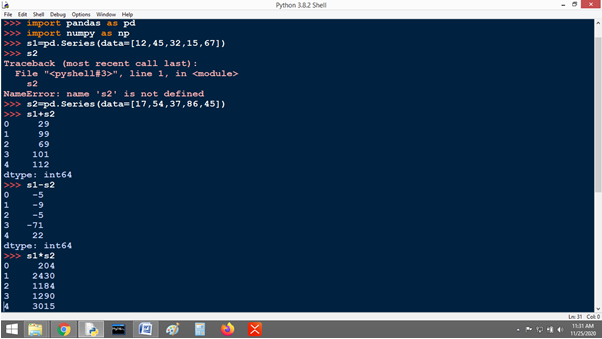 Python 3.8.2 Shell
File Edit Shell Debug Options Windows Help
>>> import pandas as pd
>>> import numpy as np
>>> s1=pd.Series(data=[12,45,32,15,67])
>>> s2
Traceback (most recent call last):
  File "<pyshell#3>", line 1, in <module>
    s2
NameError: name 's2' is not defined
>>> s2=pd.Series(data=[17,54,37,86,45])
>>> s1+s2
0     29
1     99
2     69
3    101
4    112
dtype: int64
>>> s1-s2
0    -5
1    -9
2    -5
3   -71
4    22
dtype: int64
>>> s1*s2
0     204
1    2430
2    1184
3    1290
4    3015
Ln: 31 Col: 0
11:31 AM
11/25/2020